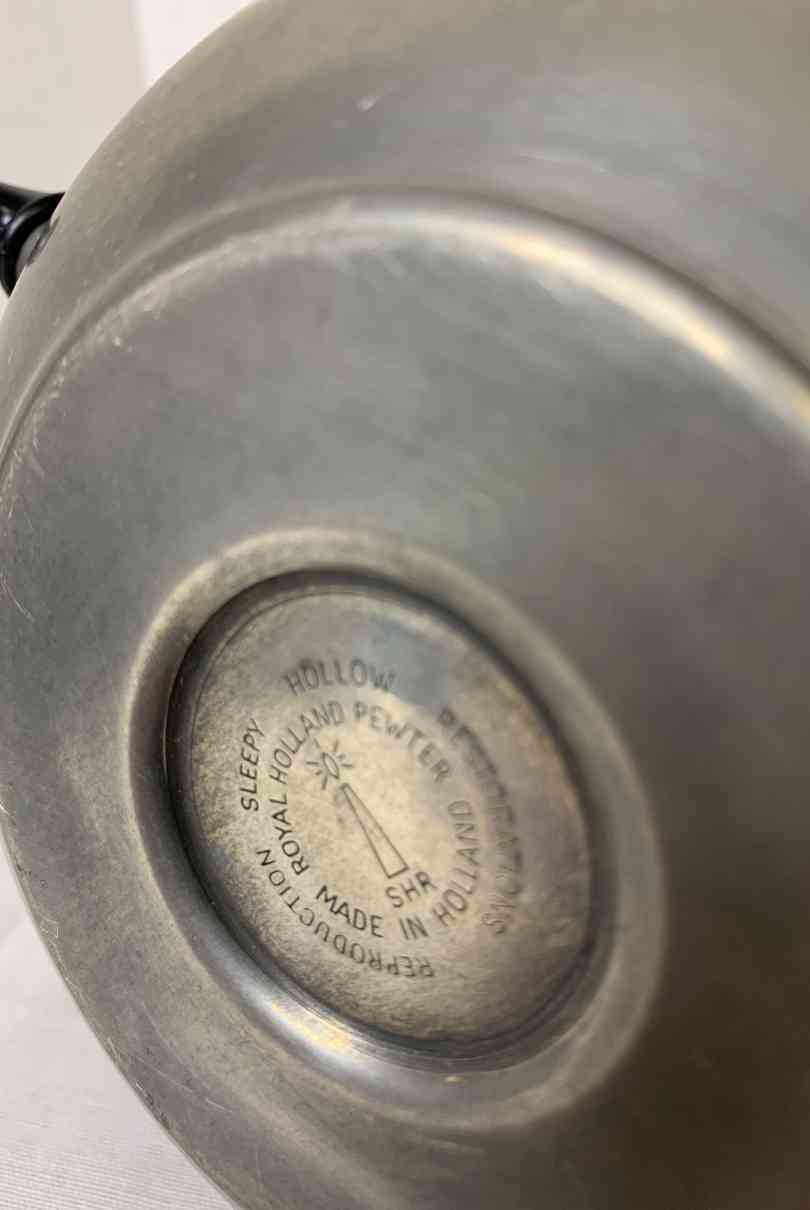 SLEEPY HOLLOW RESTORATIONS REPRODUCTION
ROYAL HOLLAND PEWTER
MADE IN HOLLAND
SHR